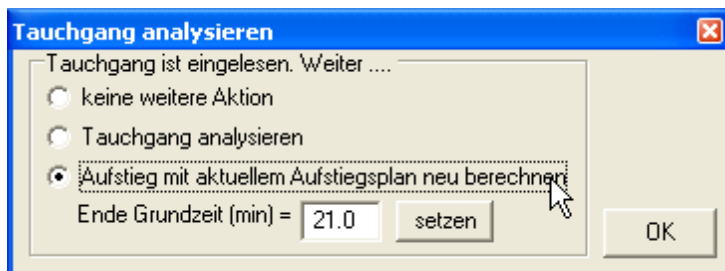 Tauchgang analysieren
Tauchgang ist eingelesen. Weiter ....
keine weitere Aktion
Tauchgang analysieren
Aufstieg mit aktuellem Aufstiegsplan neu berechnen
Ende Grundzeit (min) = 21.0 setzen
OK